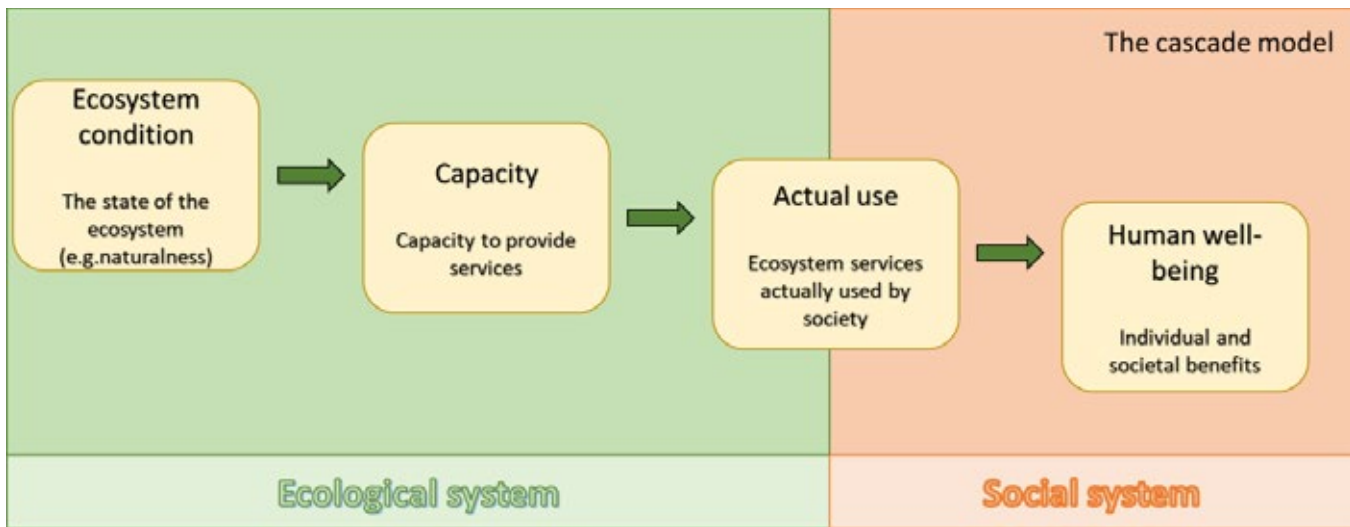 The cascade model
Ecosystem
condition
The state of the
ecosystem
(e.g.naturalness)
Capacity
Capacity to provide
services
Actual use
Ecosystem services
actually used by
society
Human well-
being
Individual and
societal benefits
Ecological system
Social system